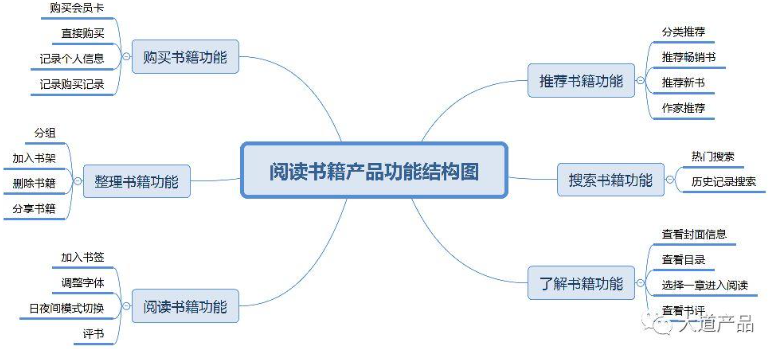 阅读书籍产品功能结构图
购买书籍功能
购买会员卡
直接购买
记录个人信息
记录购买记录
整理书籍功能
分组
加入书架
删除书籍
分享书籍
阅读书籍功能
加入书签
调整字体
日夜间模式切换
评书
推荐书籍功能
分类推荐
推荐畅销书
推荐新书
作家推荐
搜索书籍功能
热门搜索
历史记录搜索
了解书籍功能
查看封面信息
查看目录
选择一章进入阅读
查看书评
大道产品